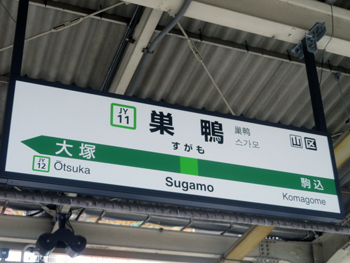 JY
11
巣鴨
すがも
巣鴨
스가모
山区
大塚
駒込
JY
12
Ōtsuka
Sugamo
Komagome